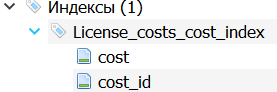 Индексы (1)
License_costs_cost_index
cost
cost_id